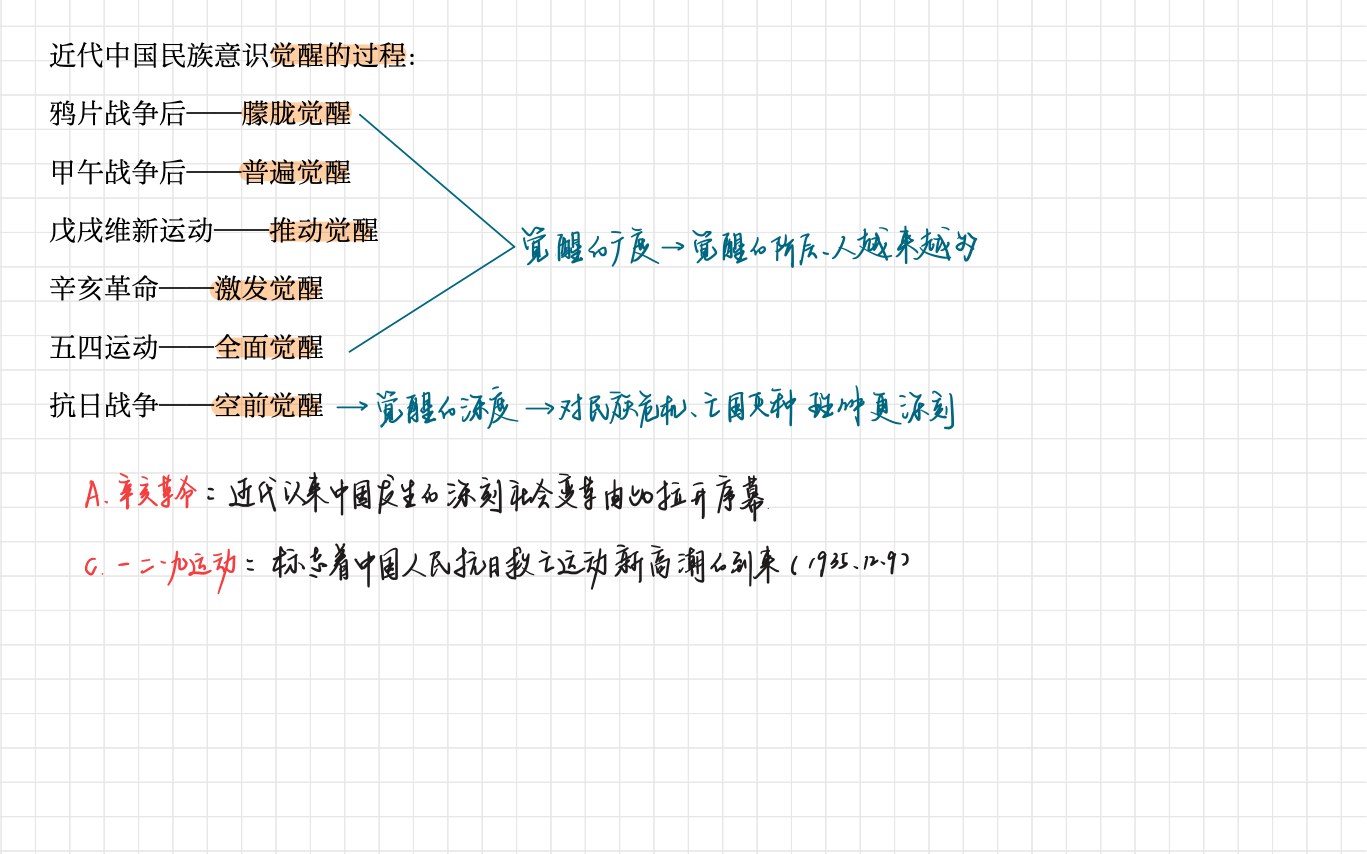 近代中国民族意识觉醒的过程:
鸦片战争后——朦胧觉醒
甲午战争后——普遍觉醒
戊戌维新运动——推动觉醒
觉醒的广度→觉醒的阶层、人越来越多
辛亥革命——激发觉醒
五四运动——全面觉醒
抗日战争——空前觉醒 →觉醒的深度→对民族危机、亡国灭种 理解更深刻
A. 辛亥革命：近代以来中国发生的深刻社会变革由此拉开序幕.
C. 一二·九运动：标志着中国人民抗日救亡运动新高潮的到来（1935.12.9）